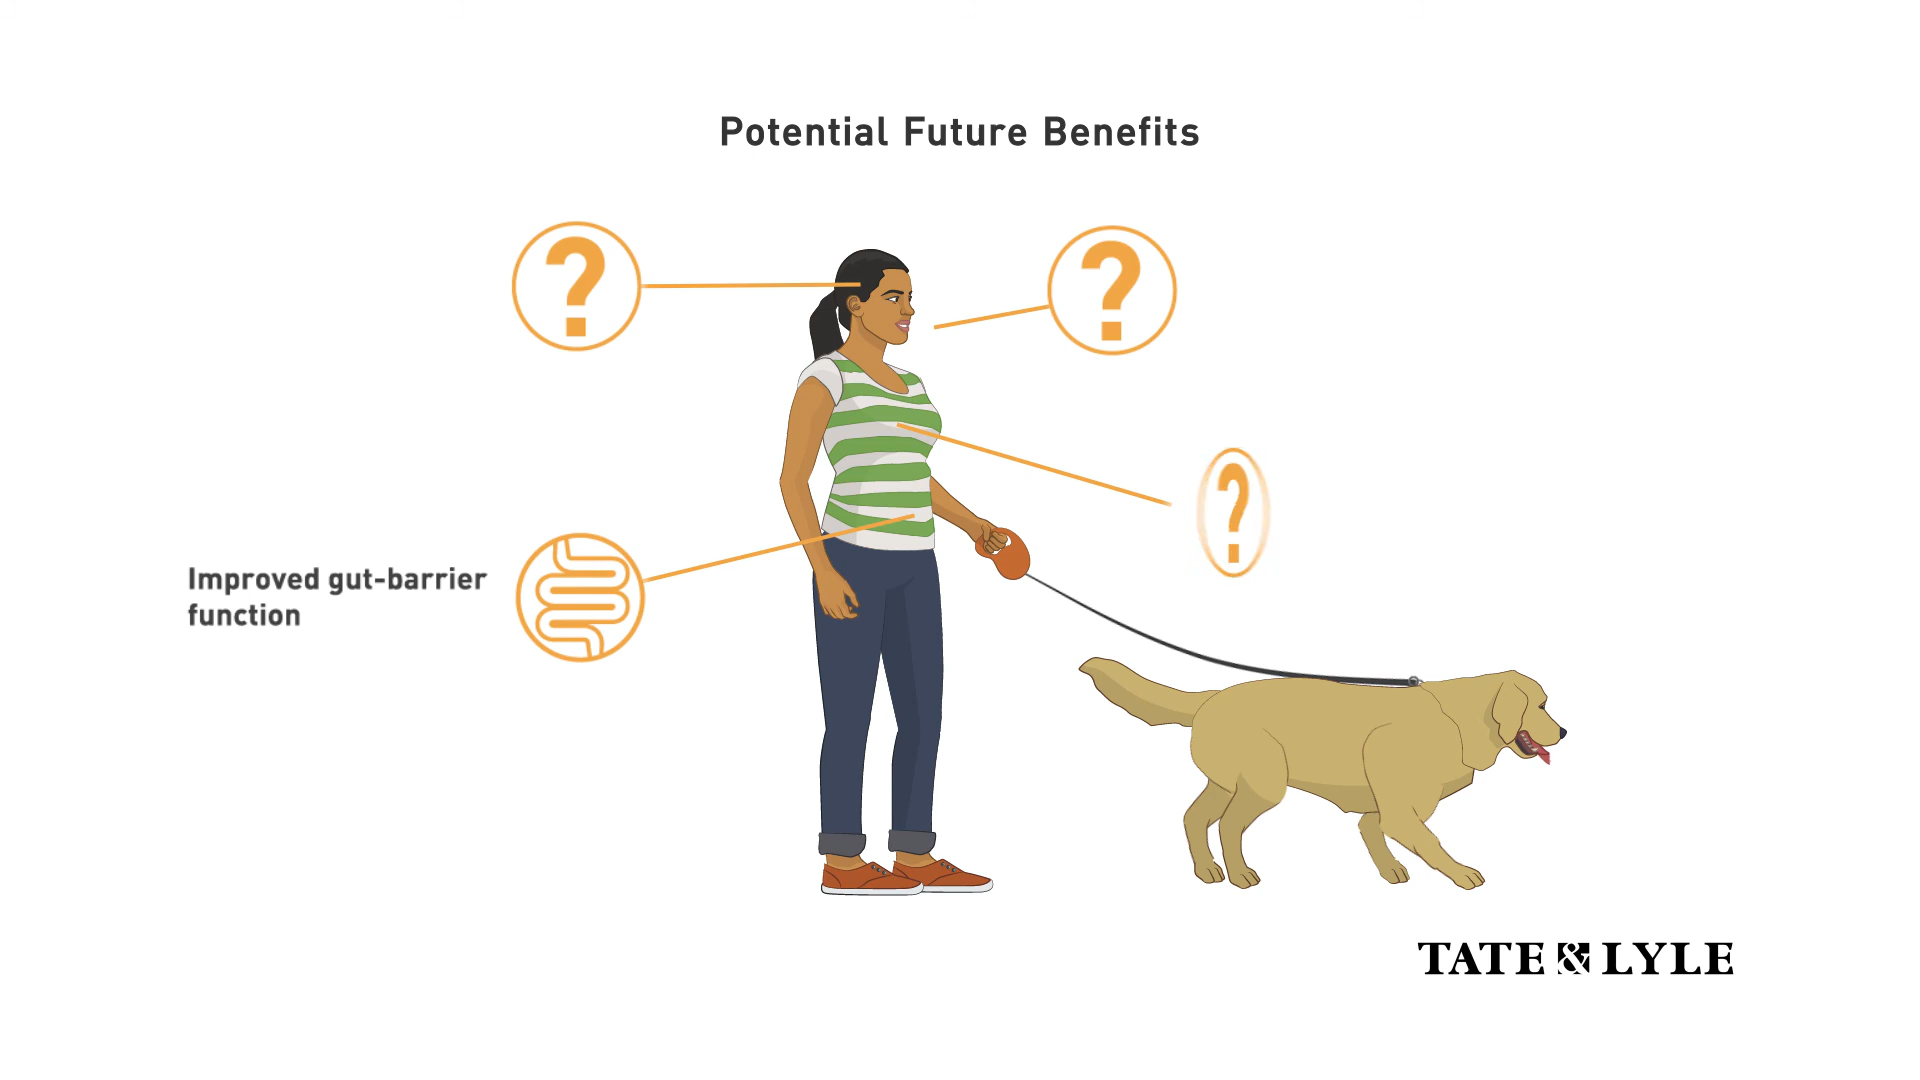 Potential Future Benefits
?
?
?
Improved gut-barrier
function
TATE & LYLE